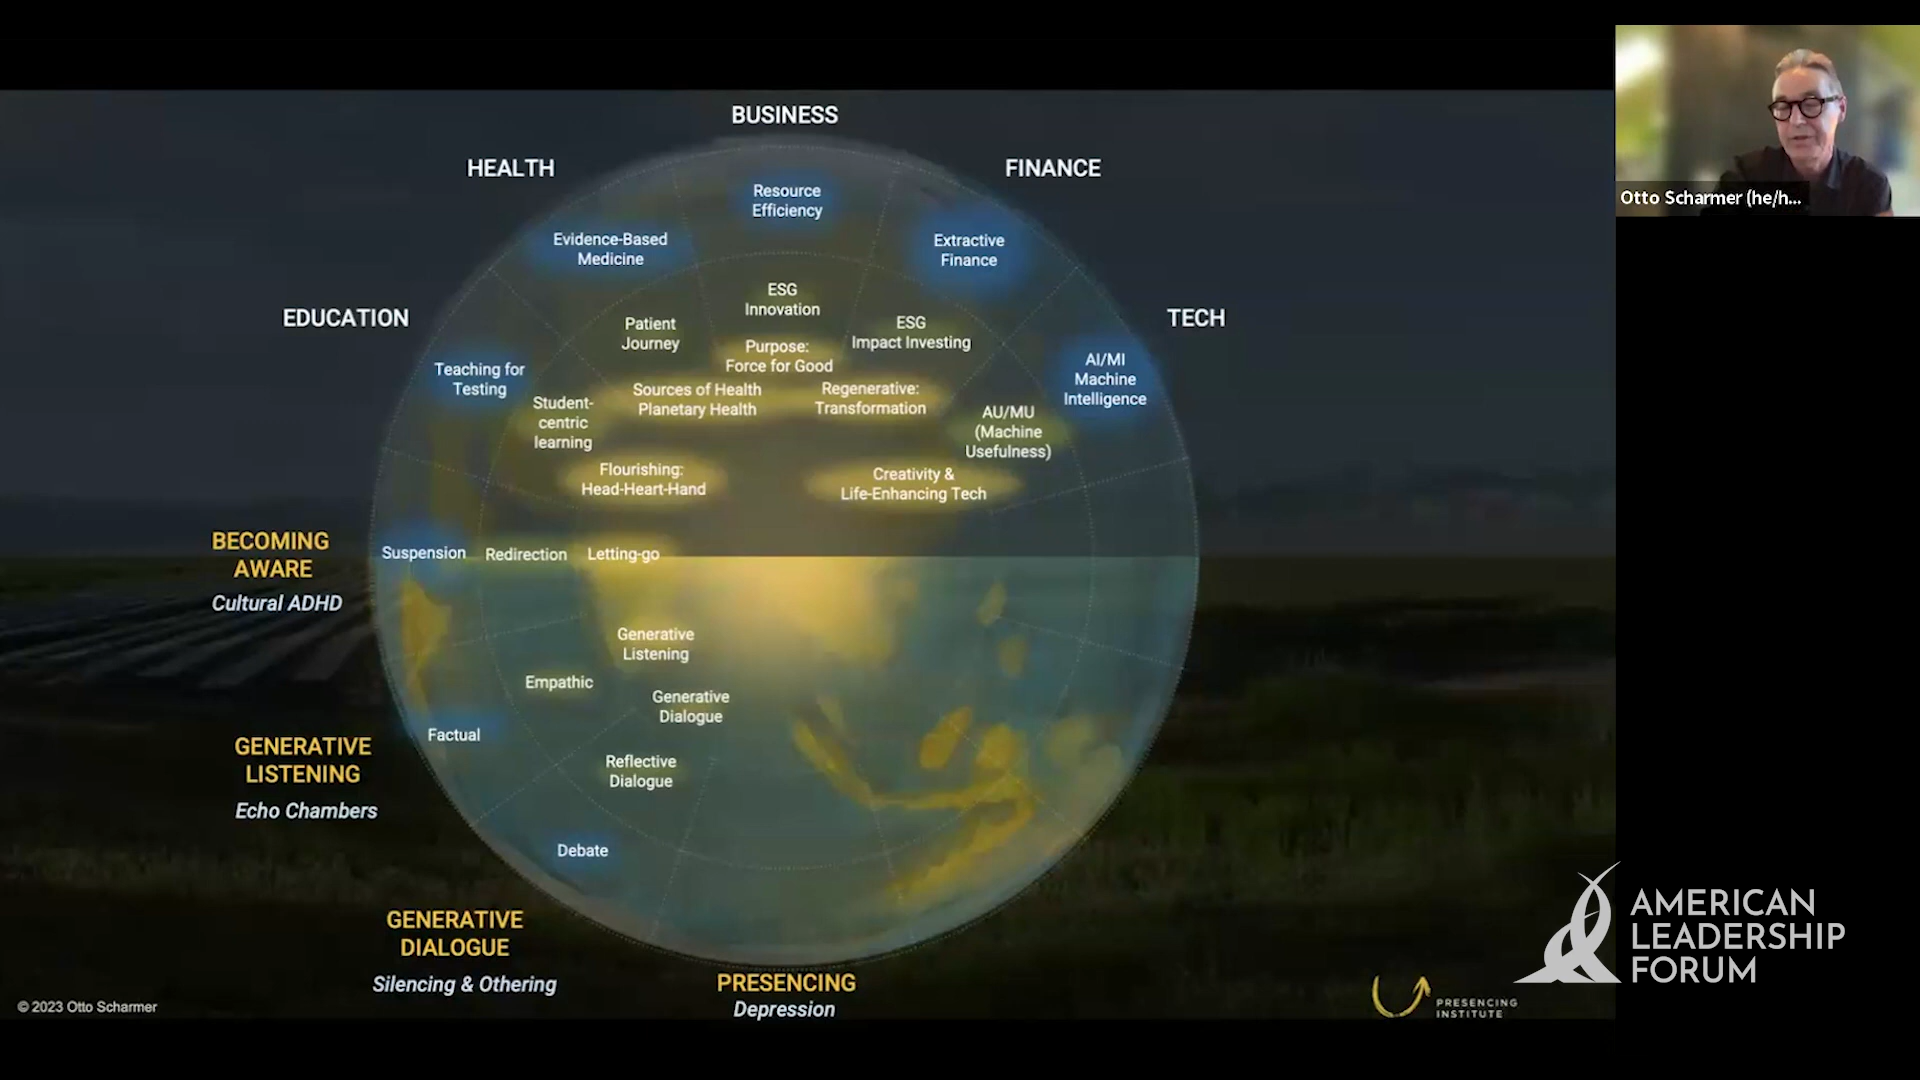 BUSINESS
HEALTH
FINANCE
Resource
Efficiency
Evidence-Based
Medicine
Extractive
Finance
EDUCATION
TECH
ESG
Innovation
Patient
Journey
ESG
Impact Investing
Purpose:
Force for Good
Teaching for
Testing
AI/MI
Machine
Intelligence
Sources of Health
Planetary Health
Regenerative:
Transformation
Student-
centric
learning
AU/MU
(Machine
Usefulness)
Flourishing:
Head-Heart-Hand
Creativity &
Life-Enhancing Tech
BECOMING
AWARE
Cultural ADHD
Suspension
Redirection
Letting-go
Generative
Listening
Empathic
Generative
Dialogue
Factual
GENERATIVE
LISTENING
Echo Chambers
Reflective
Dialogue
Debate
GENERATIVE
DIALOGUE
Silencing & Othering
PRESENCING
Depression
© 2023 Otto Scharmer
PRESENCING
INSTITUTE
Otto Scharmer (he/h...
AMERICAN
LEADERSHIP
FORUM